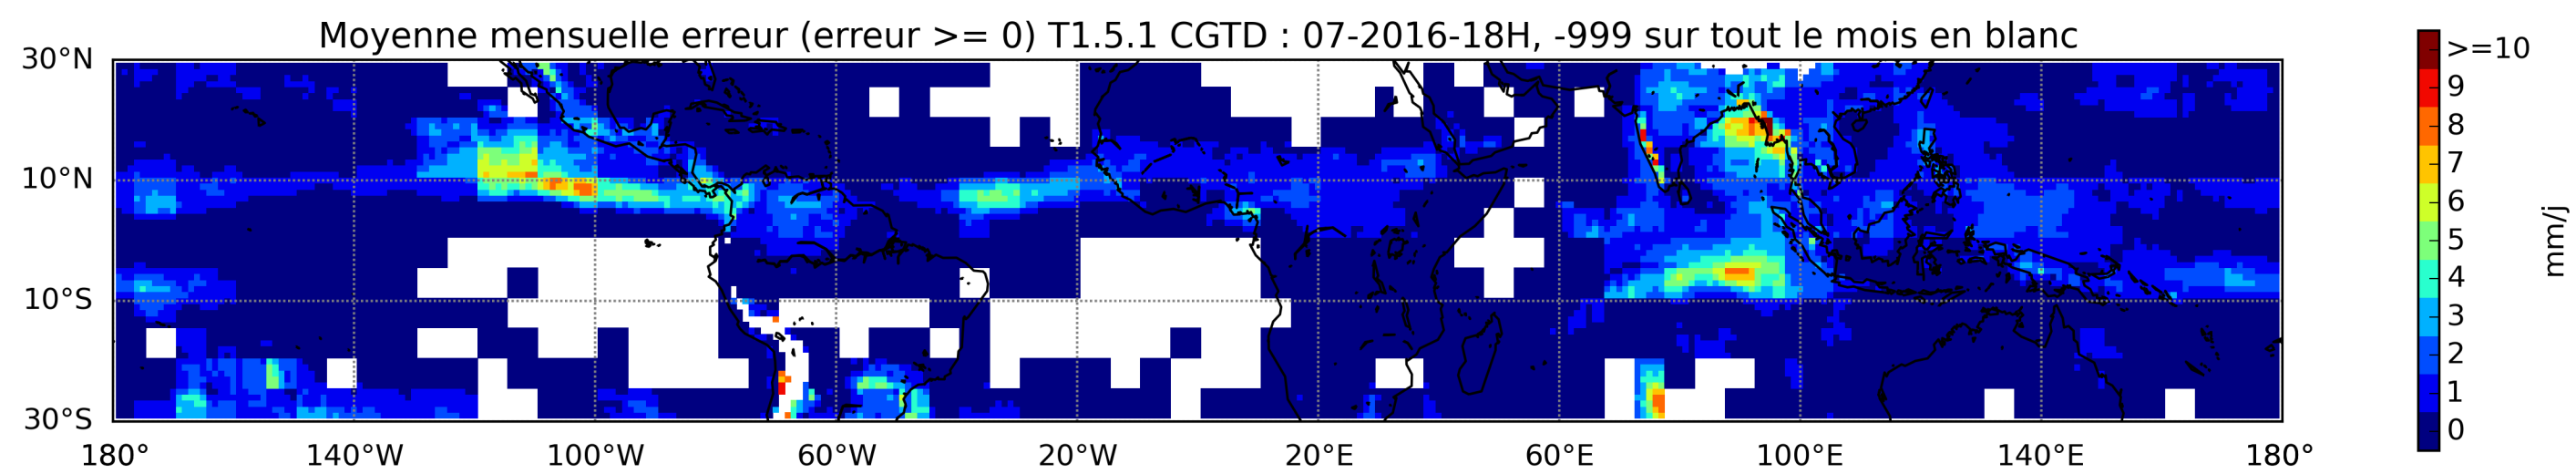 Moyenne mensuelle erreur (erreur >= 0) T1.5.1 CGTD : 07-2016-18H, -999 sur tout le mois en blanc
30°N
10°N
10°S
30°S
180°
140°W
100°W
60°W
20°W
20°E
60°E
100°E
140°E
180°
>=10
9
8
7
6
5
4
3
2
1
0
mm/j